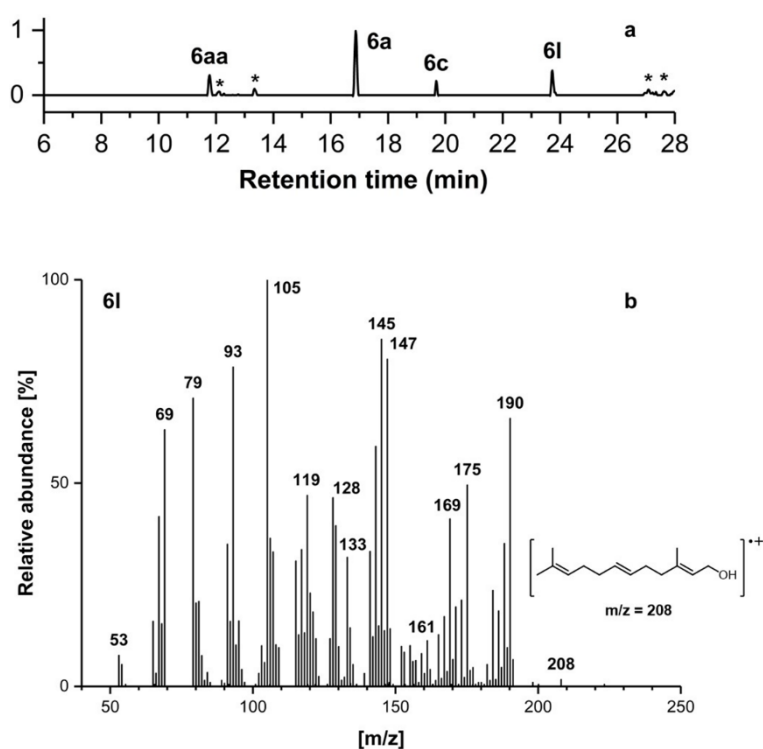 a
1
0
6aa
*
*
6a
6c
6l
*
*
6 8 10 12 14 16 18 20 22 24 26 28
Retention time (min)
6l
b
100
50
0
Relative abundance [%]
53
69
79
93
105
119
128
133
145
147
161
169
175
190
208
OH
•+
m/z = 208
50 100 150 200 250
[m/z]